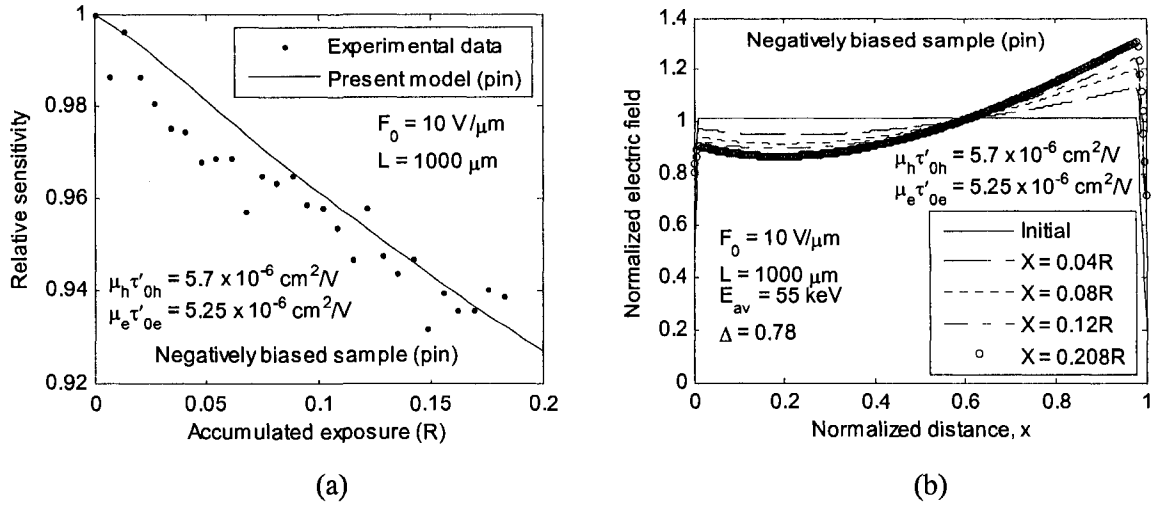 1
0.98
0.96
0.94
0.92
Relative sensitivity
Experimental data
Present model (pin)
F₀ = 10 V/μm
L = 1000 μm
μₕτ′₀ₕ = 5.7 x 10⁻⁶ cm²/V
μₑτ′₀ₑ = 5.25 x 10⁻⁶ cm²/V
Negatively biased sample (pin)
0 0.05 0.1 0.15 0.2
Accumulated exposure (R)
(a)
1.4
1.2
1
0.8
0.6
0.4
0.2
0
Normalized electric field
Negatively biased sample (pin)
μₕτ′₀ₕ = 5.7 x 10⁻⁶ cm²/V
μₑτ′₀ₑ = 5.25 x 10⁻⁶ cm²/V
F₀ = 10 V/μm
L = 1000 μm
Eₐᵥ = 55 keV
Δ = 0.78
Initial
X = 0.04R
X = 0.08R
X = 0.12R
X = 0.208R
0 0.2 0.4 0.6 0.8 1
Normalized distance, x
(b)